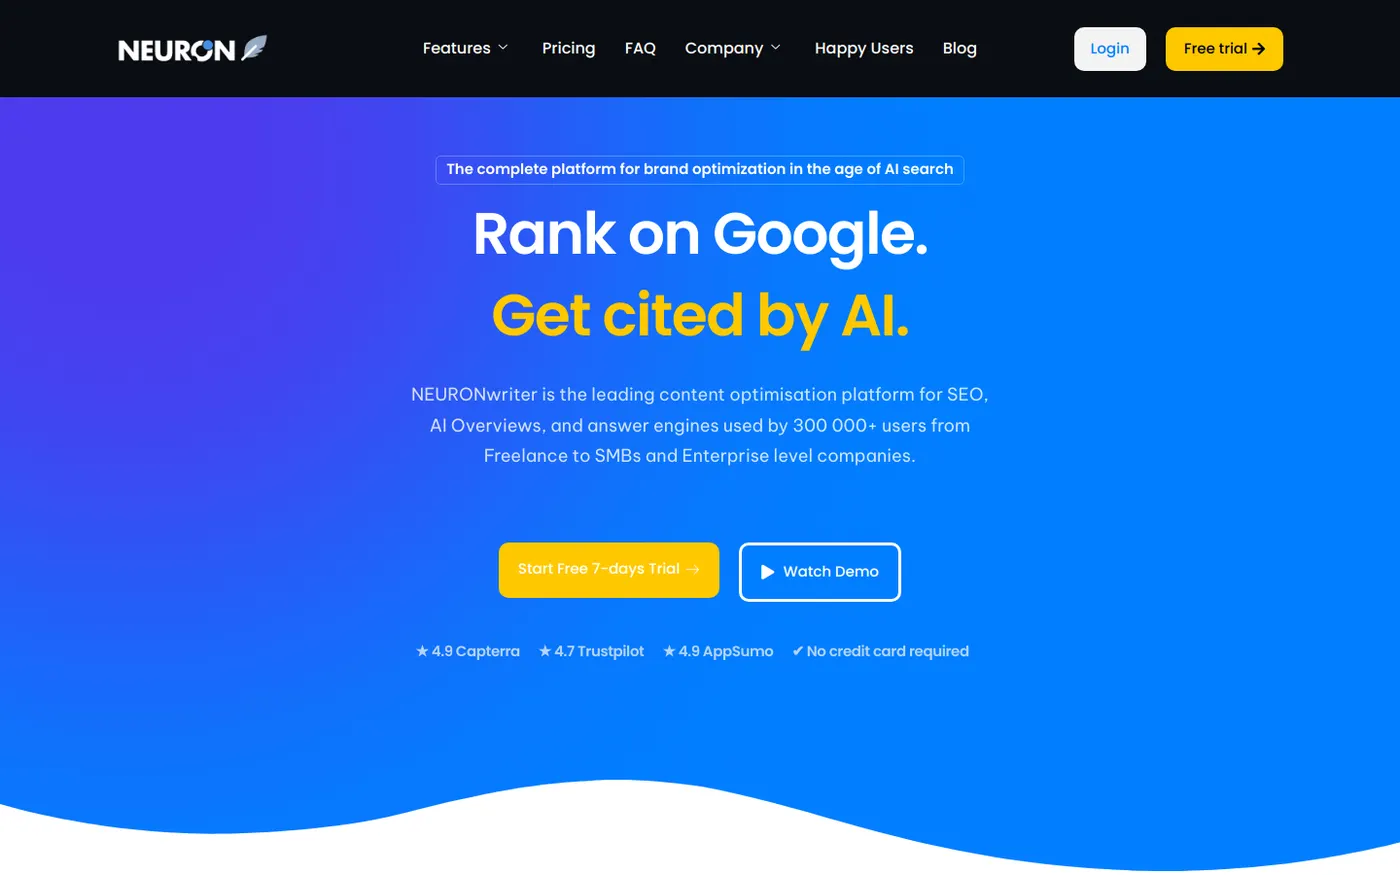 NEURON
Features
Pricing
FAQ
Company
Happy Users
Blog
Login
Free trial →
The complete platform for brand optimization in the age of AI search
Rank on Google.
Get cited by AI.
NEURONwriter is the leading content optimisation platform for SEO,
AI Overviews, and answer engines used by 300 000+ users from
Freelance to SMBs and Enterprise level companies.
Start Free 7-days Trial →
Watch Demo
★ 4.9 Capterra ★ 4.7 Trustpilot ★ 4.9 AppSumo ✔ No credit card required